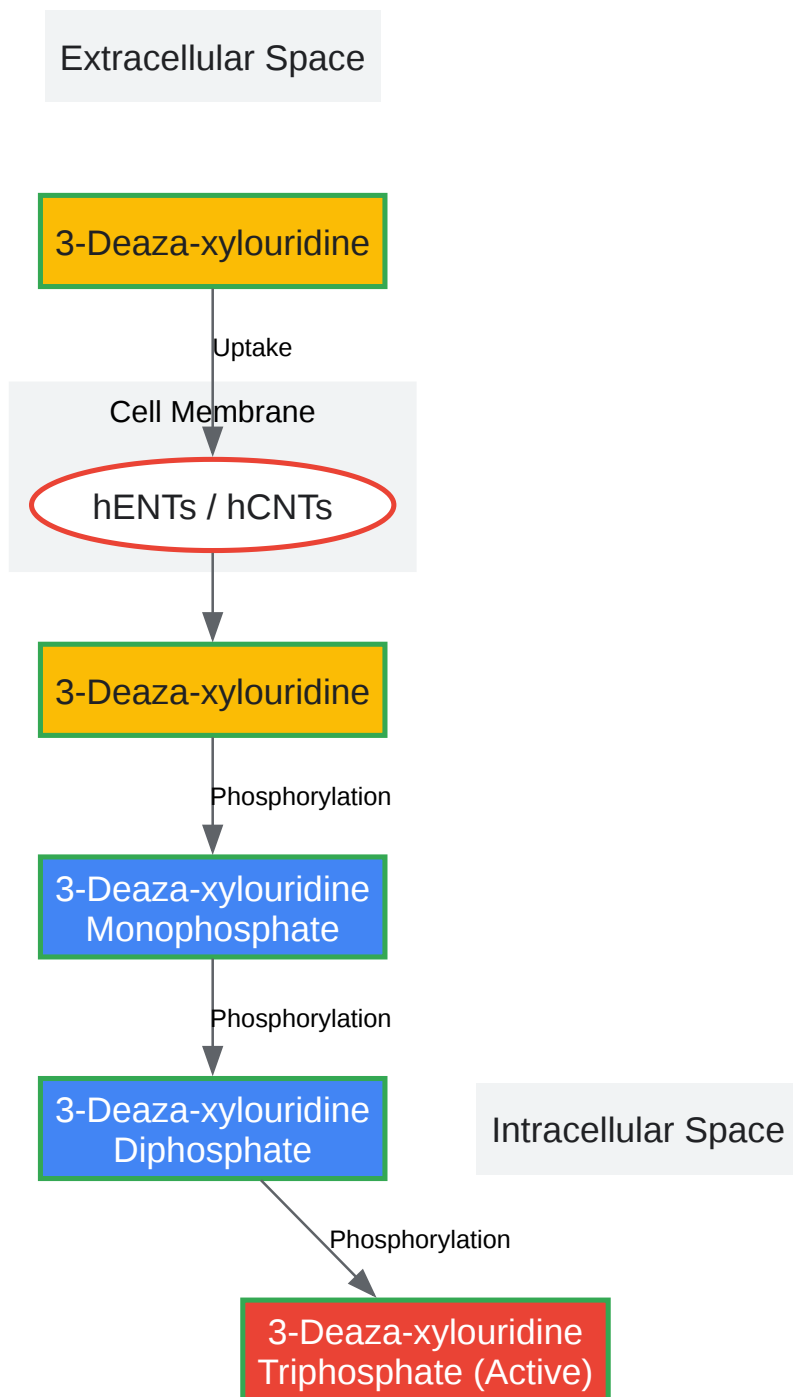 Extracellular Space
3-Deaza-xylouridine
Uptake
Cell Membrane
hENTs / hCNTs
3-Deaza-xylouridine
Phosphorylation
3-Deaza-xylouridine
Monophosphate
Phosphorylation
3-Deaza-xylouridine
Diphosphate
Intracellular Space
Phosphorylation
3-Deaza-xylouridine
Triphosphate (Active)